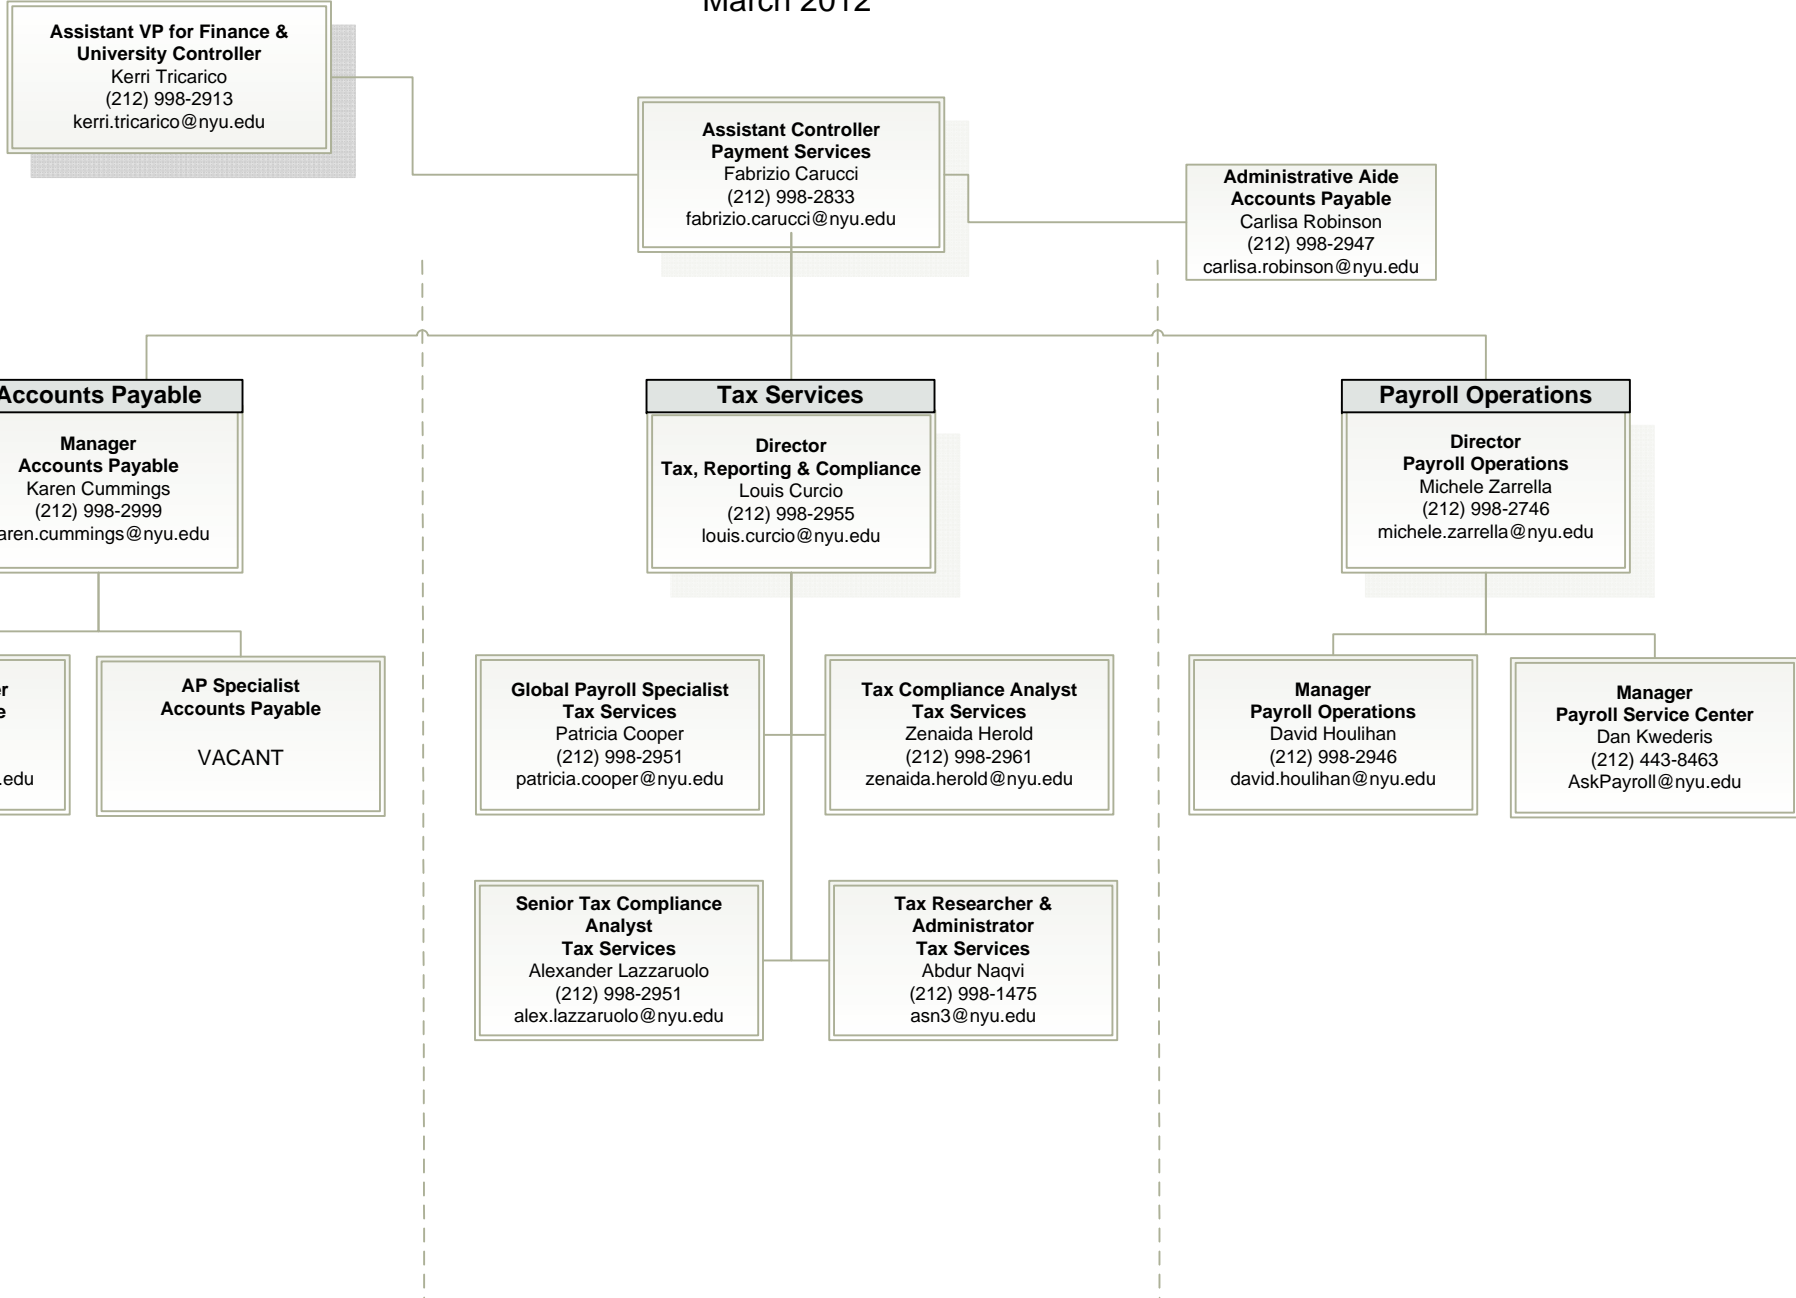 March 2012
Assistant VP for Finance &
University Controller
Kerri Tricarico
(212) 998-2913
kerri.tricarico@nyu.edu
Assistant Controller
Payment Services
Fabrizio Carucci
(212) 998-2833
fabrizio.carucci@nyu.edu
Administrative Aide
Accounts Payable
Carlisa Robinson
(212) 998-2947
carlisa.robinson@nyu.edu
Accounts Payable
Manager
Accounts Payable
Karen Cummings
(212) 998-2999
aren.cummings@nyu.edu
.edu
AP Specialist
Accounts Payable
VACANT
Tax Services
Director
Tax, Reporting & Compliance
Louis Curcio
(212) 998-2955
louis.curcio@nyu.edu
Global Payroll Specialist
Tax Services
Patricia Cooper
(212) 998-2951
patricia.cooper@nyu.edu
Tax Compliance Analyst
Tax Services
Zenaida Herold
(212) 998-2961
zenaida.herold@nyu.edu
Senior Tax Compliance
Analyst
Tax Services
Alexander Lazzaruolo
(212) 998-2951
alex.lazzaruolo@nyu.edu
Tax Researcher &
Administrator
Tax Services
Abdur Naqvi
(212) 998-1475
asn3@nyu.edu
Payroll Operations
Director
Payroll Operations
Michele Zarrella
(212) 998-2746
michele.zarrella@nyu.edu
Manager
Payroll Operations
David Houlihan
(212) 998-2946
david.houlihan@nyu.edu
Manager
Payroll Service Center
Dan Kwederis
(212) 443-8463
AskPayroll@nyu.edu